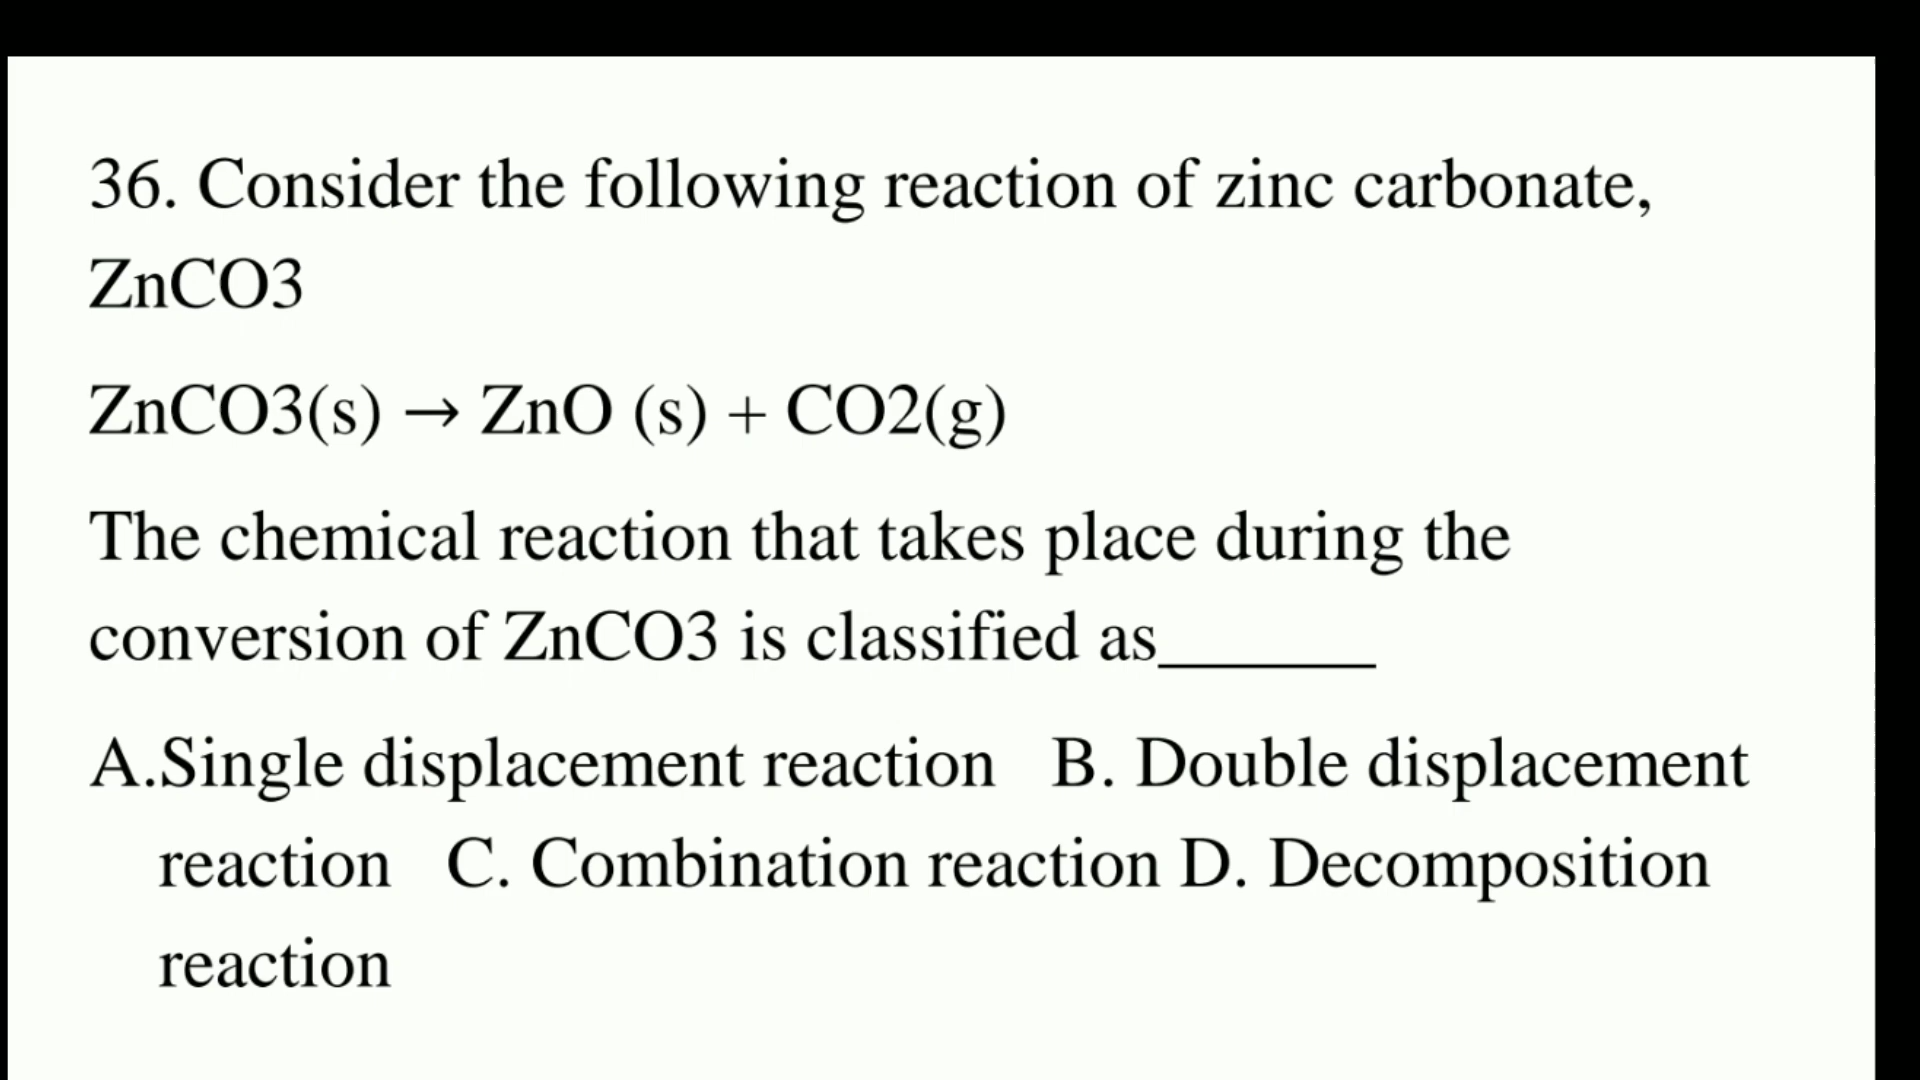 36. Consider the following reaction of zinc carbonate,
ZnCO3
ZnCO3(s) → ZnO (s) + CO2(g)
The chemical reaction that takes place during the
conversion of ZnCO3 is classified as______
A.Single displacement reaction   B. Double displacement
reaction   C. Combination reaction D. Decomposition
reaction